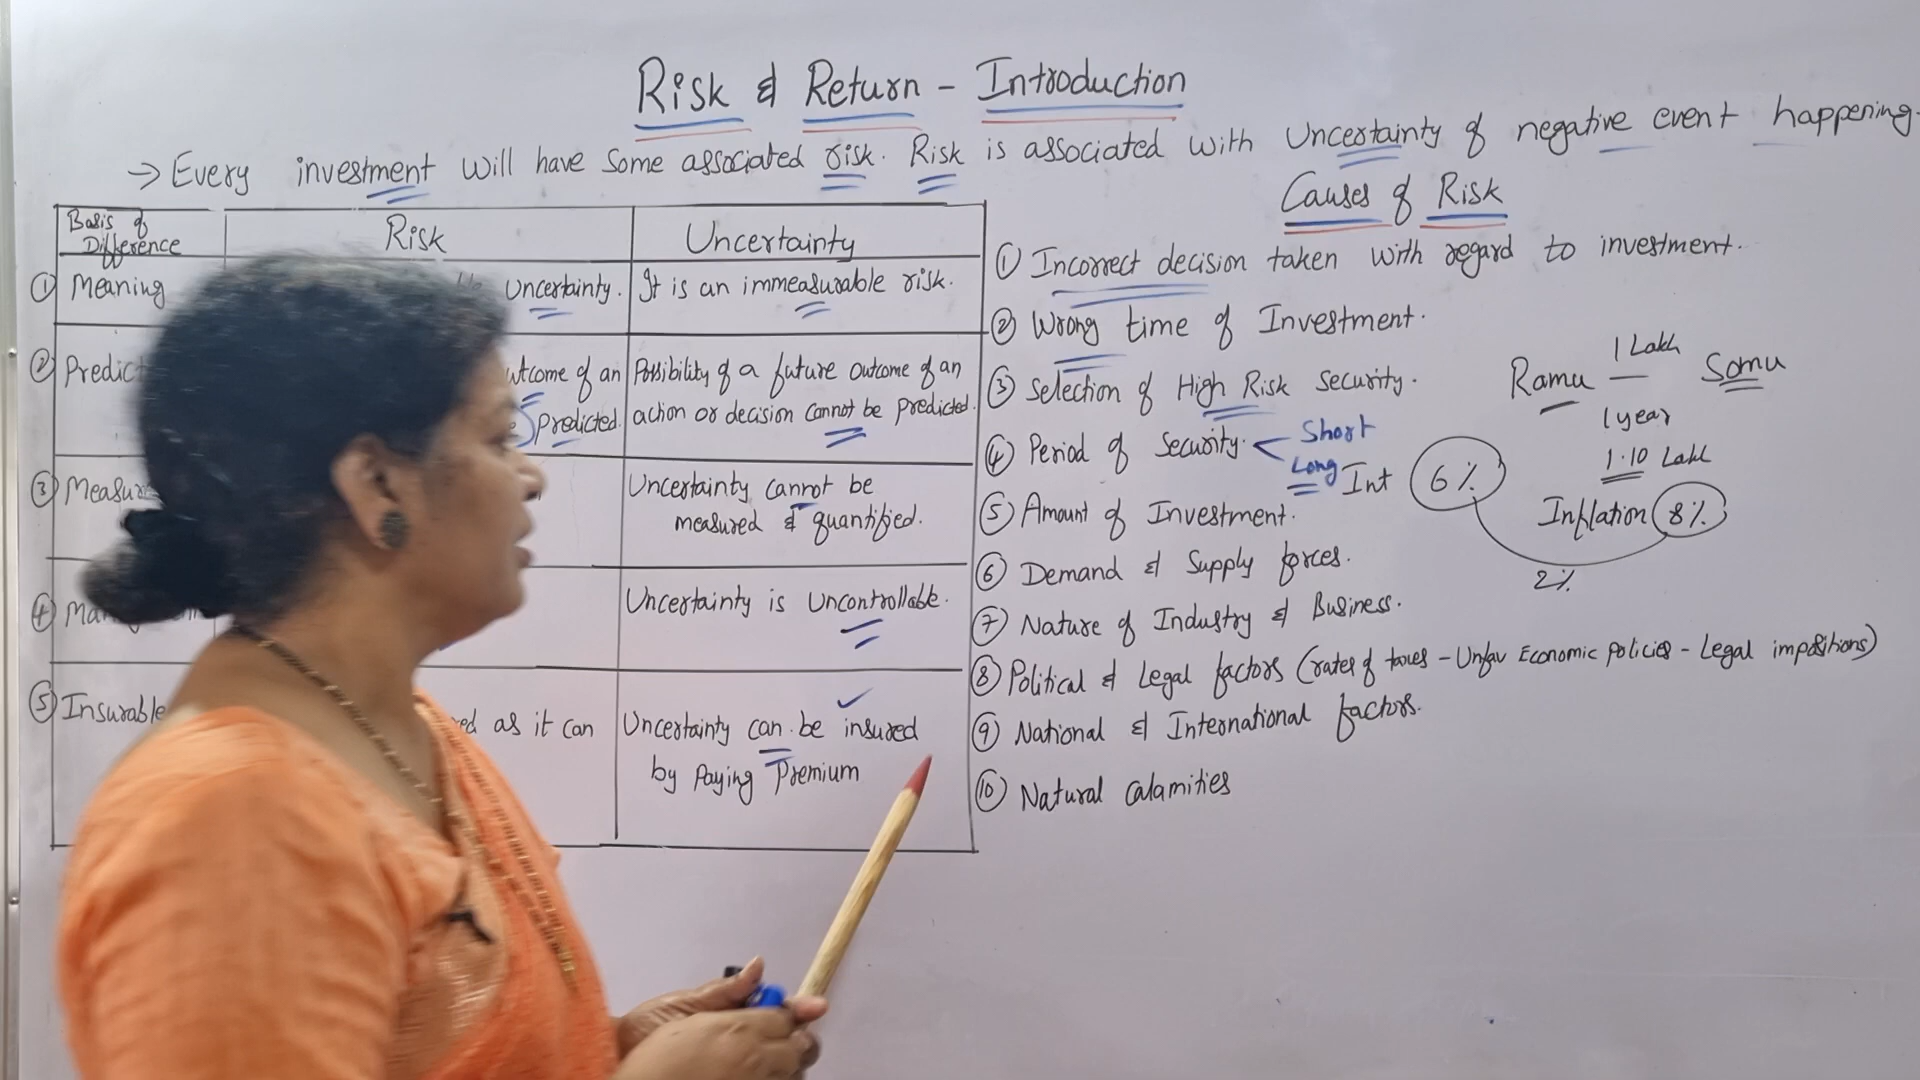 Risk & Return - Introduction
→ Every investment will have some associated risk. Risk is associated with Uncertainty of negative event happening.
Basis of Difference
Risk
Uncertainty
① Meaning
Uncertainty.
It is an immeasurable risk.
② Predict
utcome of an
Predicted.
Possibility of a future outcome of an
action or decision cannot be predicted.
③ Measur
Uncertainty cannot be
measured & quantified.
④ Ma
Uncertainty is Uncontrollable.
⑤ Insurable
as it can
Uncertainty can be insured
by Paying Premium
Causes of Risk
① Incorrect decision taken with regard to investment.
② Wrong time of Investment.
③ Selection of High Risk Security.
④ Period of Security. < Short
Long
⑤ Amount of Investment.
⑥ Demand & Supply forces.
⑦ Nature of Industry & Business.
⑧ Political & Legal factors (rates of taxes - Unfav Economic policies - Legal impositions)
⑨ National & International factors.
⑩ Natural calamities
Ramu — Somu
1 Lakh
1 year
1.10 Lakh
Int 6%
Inflation 8%
2%